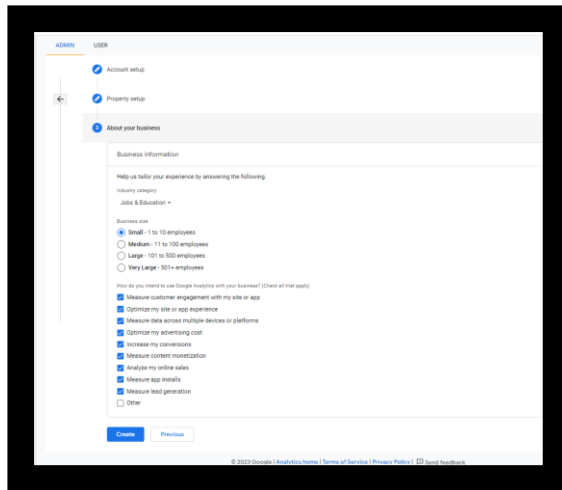 ADMIN USER
Account setup
Property setup
3 About your business
Business information
Help us tailor your experience by answering the following.
Industry category
Jobs & Education
Business size
Small - 1 to 10 employees
Medium - 11 to 100 employees
Large - 101 to 500 employees
Very Large - 501+ employees
How do you intend to use Google Analytics with your business? (Check all that apply)
Measure customer engagement with my site or app
Optimize my site or app experience
Measure data across multiple devices or platforms
Optimize my advertising cost
Increase my conversions
Measure content monetization
Analyze my online sales
Measure app installs
Measure lead generation
Other
Create Previous
© 2023 Google | Analytics home | Terms of Service | Privacy Policy | Send feedback